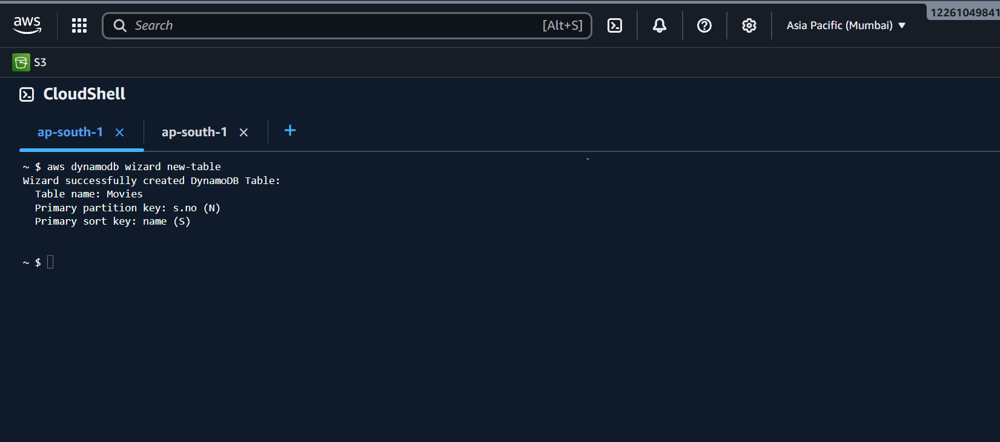 aws
Search [Alt+S]
Asia Pacific (Mumbai)
12261049841
S3
CloudShell
ap-south-1
ap-south-1
~ $ aws dynamodb wizard new-table
Wizard successfully created DynamoDB Table:
  Table name: Movies
  Primary partition key: s.no (N)
  Primary sort key: name (S)
~ $